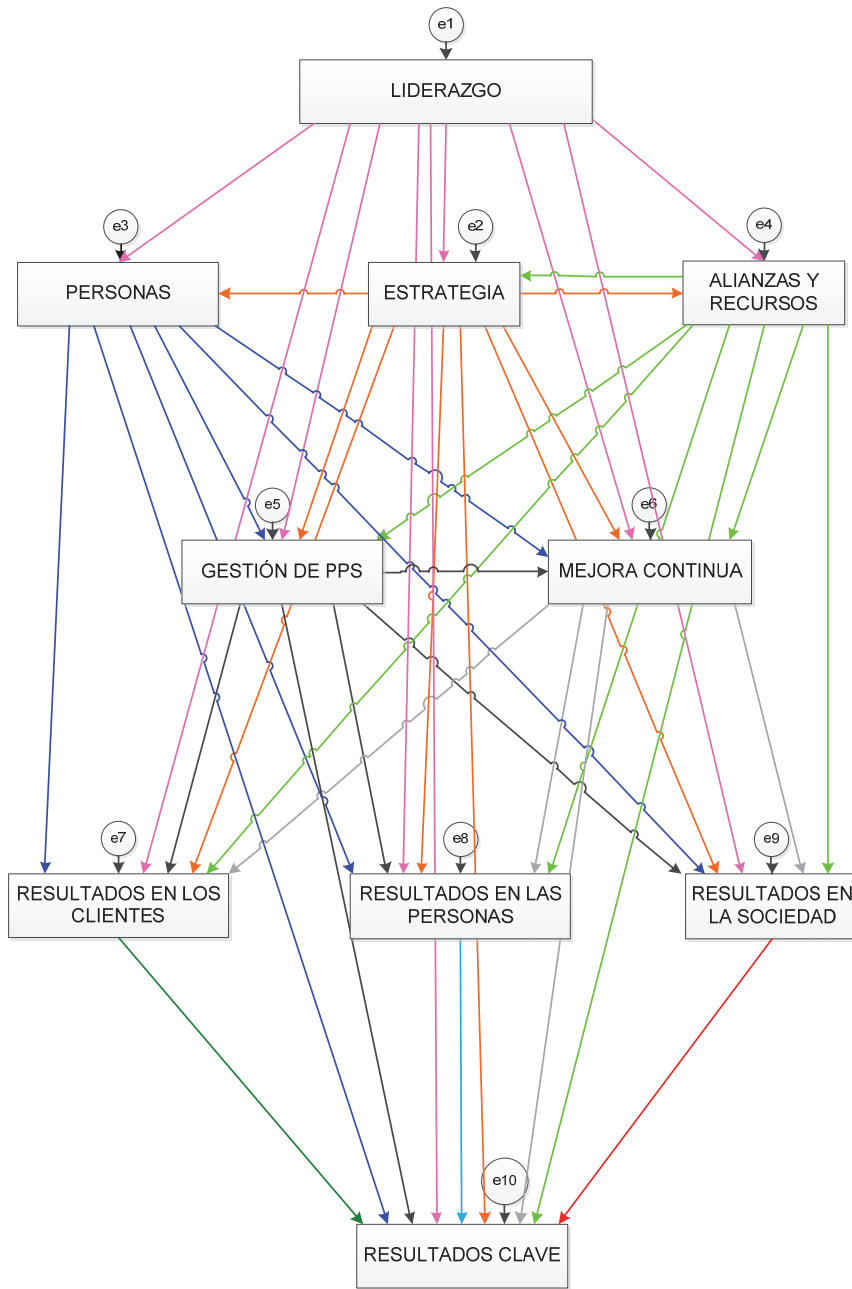 e1
LIDERAZGO
e3
e2
e4
PERSONAS
ESTRATEGIA
ALIANZAS Y
RECURSOS
e5
e6
GESTIÓN DE PPS
MEJORA CONTINUA
e7
e8
e9
RESULTADOS EN LOS
CLIENTES
RESULTADOS EN LAS
PERSONAS
RESULTADOS EN
LA SOCIEDAD
e10
RESULTADOS CLAVE